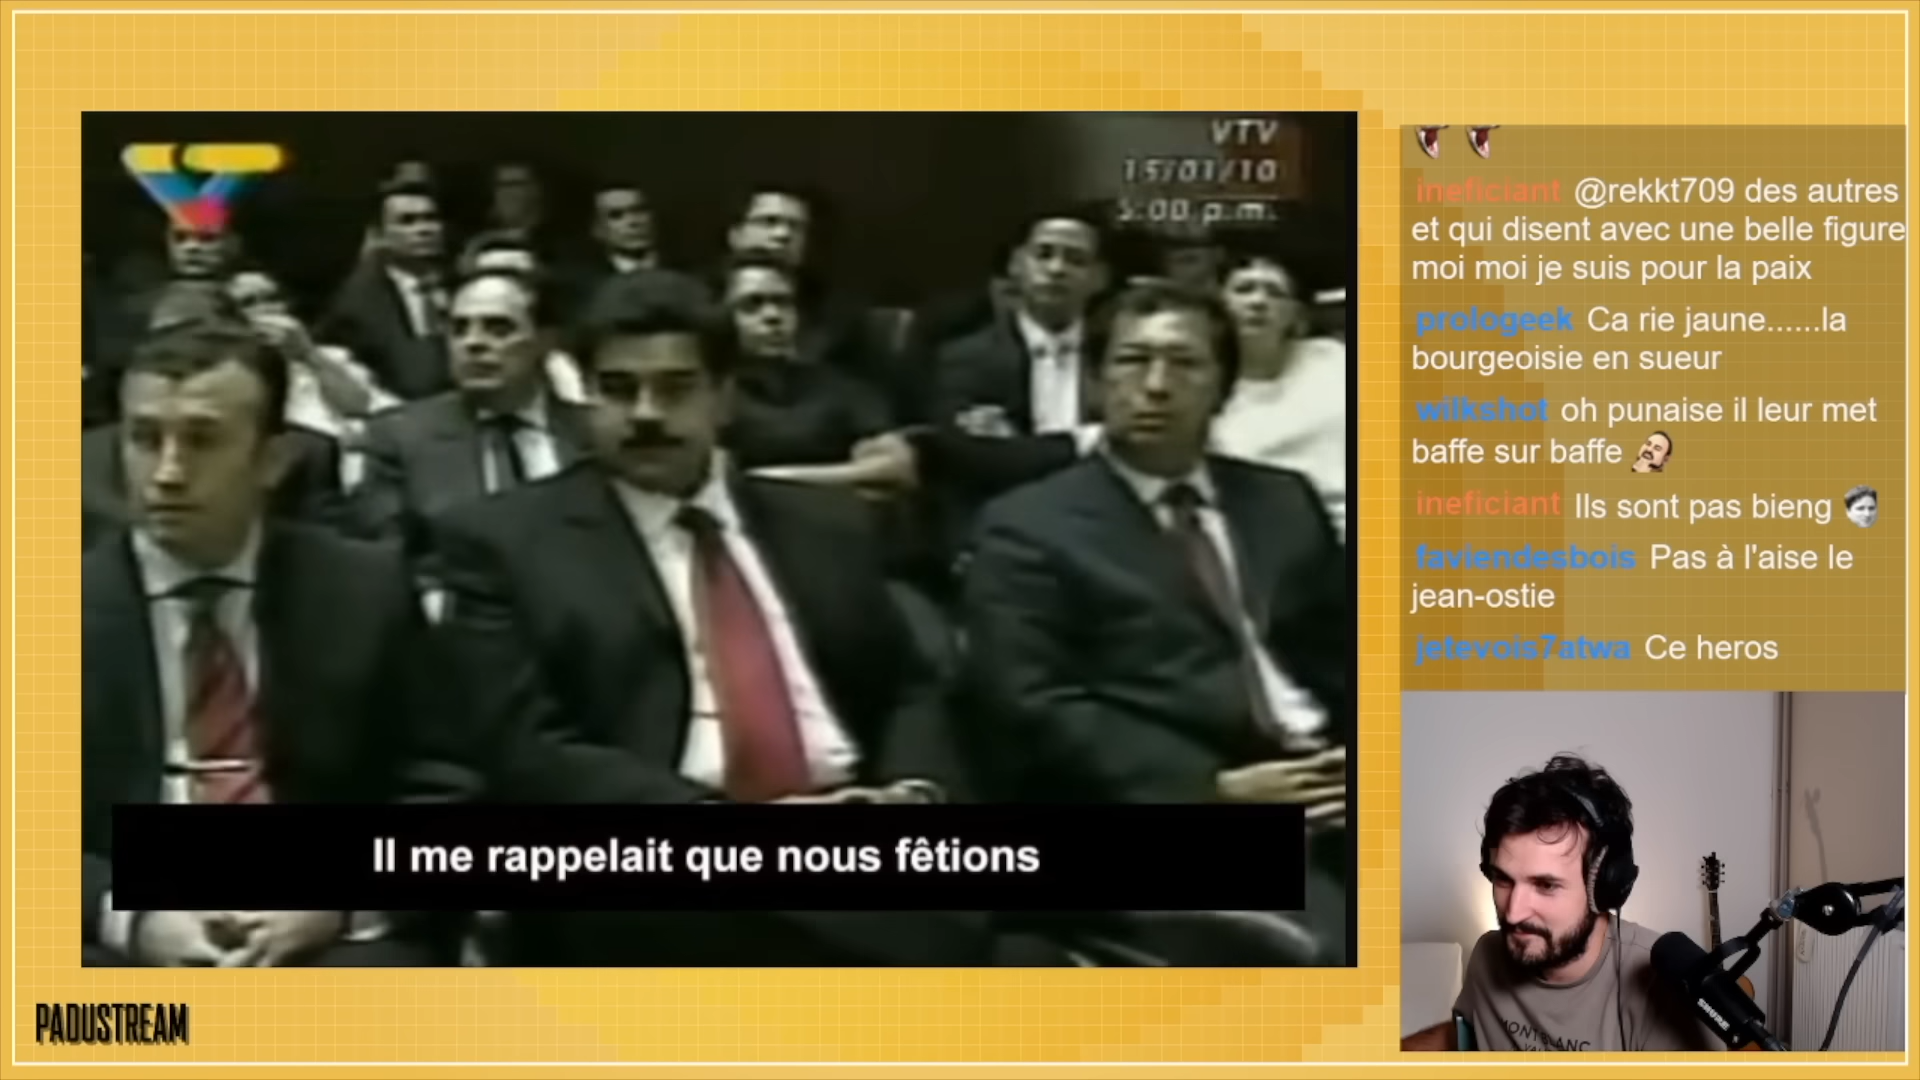 VTV
15/01/10
5:00 p.m.
Il me rappelait que nous fêtions
PADUSTREAM
ineficiant @rekkt709 des autres
et qui disent avec une belle figure
moi moi je suis pour la paix
prologeek Ca rie jaune......la
bourgeoisie en sueur
wilkshot oh punaise il leur met
baffe sur baffe
ineficiant Ils sont pas bieng
faviendesbois Pas à l'aise le
jean-ostie
jetevois7atwa Ce heros
MONTBLANC
SHURE